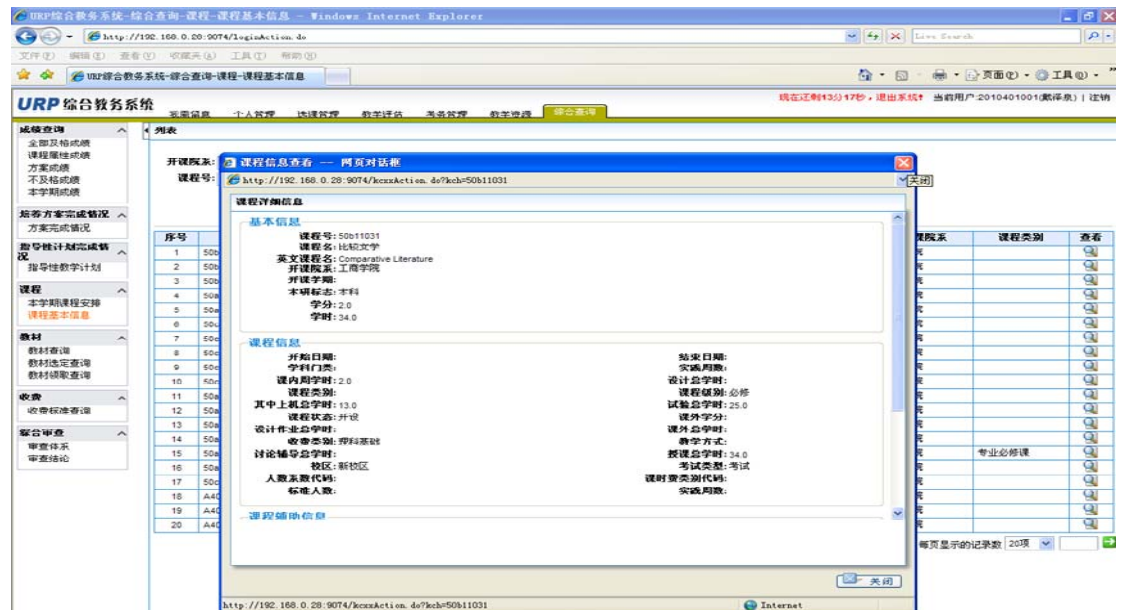 URP综合教务系统-综合查询-课程-课程基本信息 - Windows Internet Explorer
http://192.168.0.20:9074/loginAction.do
Live Search
文件(F) 编辑(E) 查看(V) 收藏夹(A) 工具(T) 帮助(H)
URP综合教务系统-综合查询-课程-课程基本信息
页面(P) 工具(O)
URP 综合教务系统
现在还剩13分17秒,退出系统! 当前用户:2010401001(戴泽泉) | 注销
个人管理 选课管理 教学评估 考务管理 教学资源 综合查询
成绩查询
全部及格成绩
课程属性成绩
方案成绩
不及格成绩
本学期成绩
培养方案完成情况
方案完成情况
指导性计划完成情况
指导性教学计划
课程
本学期课程安排
课程基本信息
教材
教材查询
教材选定查询
教材领取查询
收费
收费标准查询
综合审查
审查体系
审查结论
列表
开课院系:
课程号:
序号 课程类别 查看
1
2
3
4
5
6
7
8
9
10
11
12
13
14
15 专业必修课
16
17
18 A40
19 A40
20 A40
每页显示的记录数 20项
课程信息查看 -- 网页对话框
http://192.168.0.28:9074/kcxxAction.do?kch=50b11031
关闭
课程详细信息
基本信息
课程号: 50b11031
课程名: 比较文学
英文课程名: Comparative Literature
开课院系: 工商学院
开课学期:
本研标志: 本科
学分: 2.0
学时: 34.0
课程信息
开始日期: 结束日期:
学科门类: 实践周数:
课内周学时: 2.0 设计总学时:
课程类别: 课程级别: 必修
其中上机总学时: 13.0 试验总学时: 25.0
课程状态: 开设 课外学分:
设计作业总学时: 课外总学时:
收费类别: 理科基础 教学方式:
讨论辅导总学时: 授课总学时: 34.0
校区: 新校区 考试类型: 考试
人数系数代码: 课时费类别代码:
标准人数: 实践周数:
课程辅助信息
关闭
http://192.168.0.28:9074/kcxxAction.do?kch=50b11031 Internet